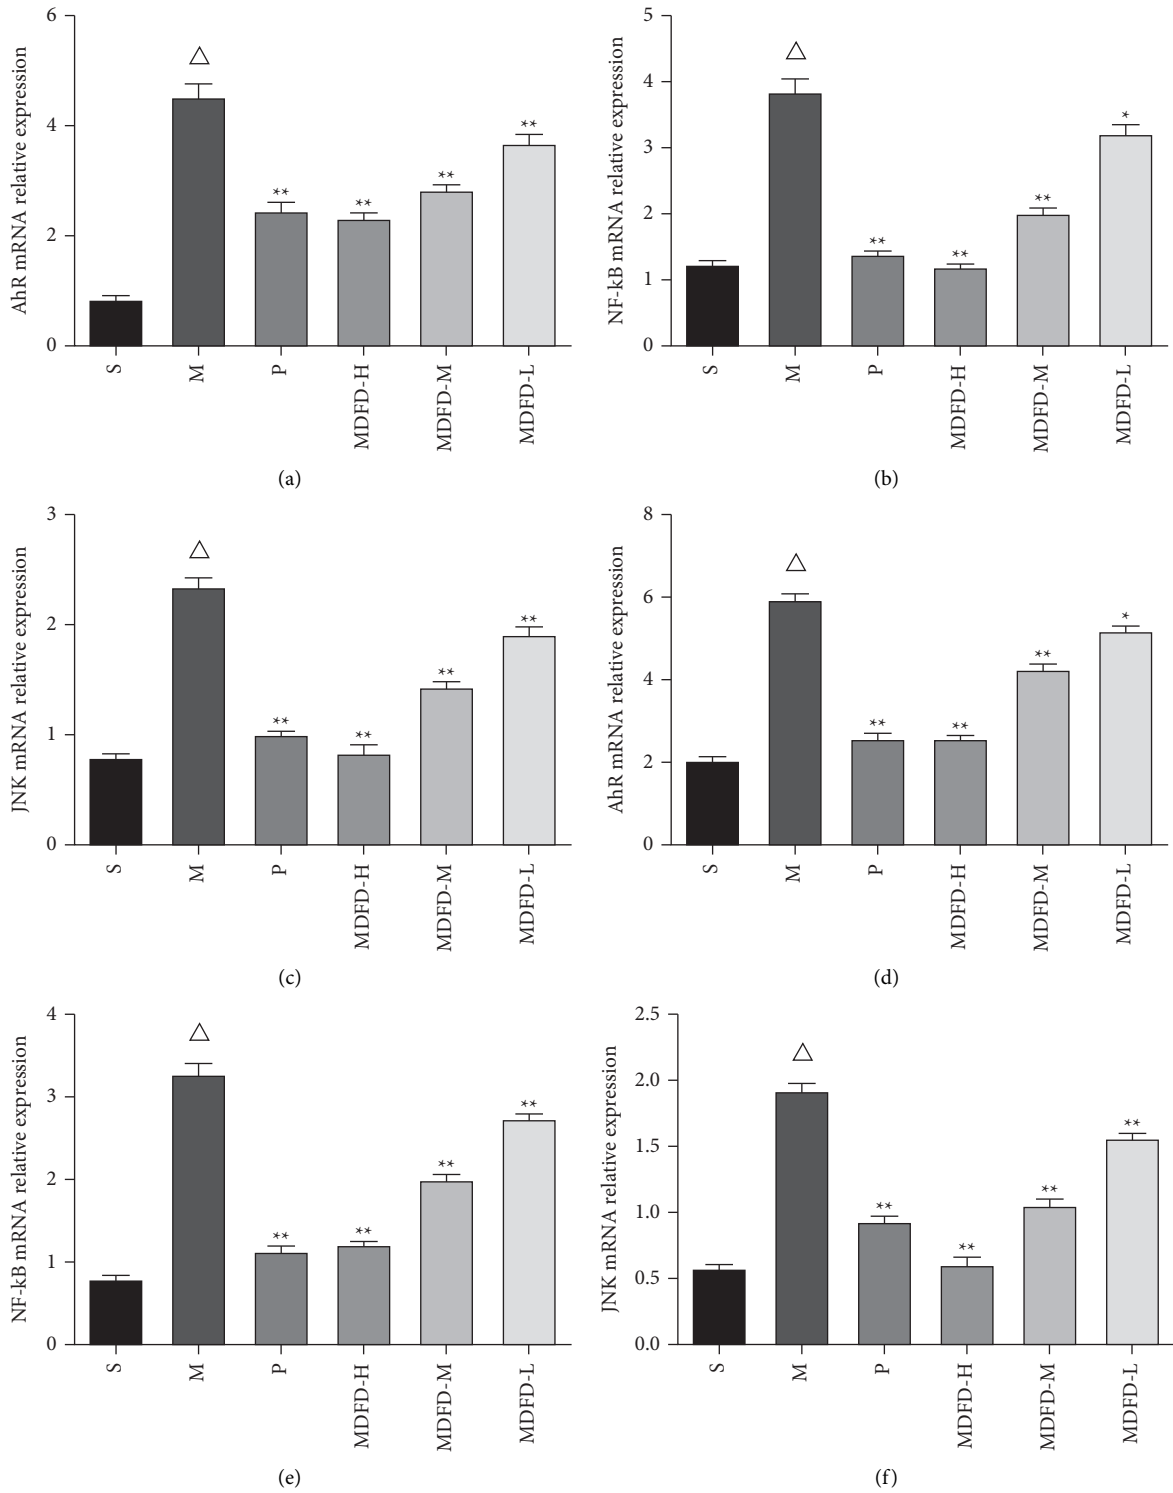 AhR mRNA relative expression
6
4
2
0
△
**
**
**
**
S
M
P
MDFD-H
MDFD-M
MDFD-L
(a)
NF-kB mRNA relative expression
5
4
3
2
1
0
△
**
**
**
*
S
M
P
MDFD-H
MDFD-M
MDFD-L
(b)
JNK mRNA relative expression
3
2
1
0
△
**
**
**
**
S
M
P
MDFD-H
MDFD-M
MDFD-L
(c)
AhR mRNA relative expression
8
6
4
2
0
△
**
**
**
*
S
M
P
MDFD-H
MDFD-M
MDFD-L
(d)
NF-kB mRNA relative expression
4
3
2
1
0
△
**
**
**
**
S
M
P
MDFD-H
MDFD-M
MDFD-L
(e)
JNK mRNA relative expression
2.5
2.0
1.5
1.0
0.5
0.0
△
**
**
**
**
S
M
P
MDFD-H
MDFD-M
MDFD-L
(f)